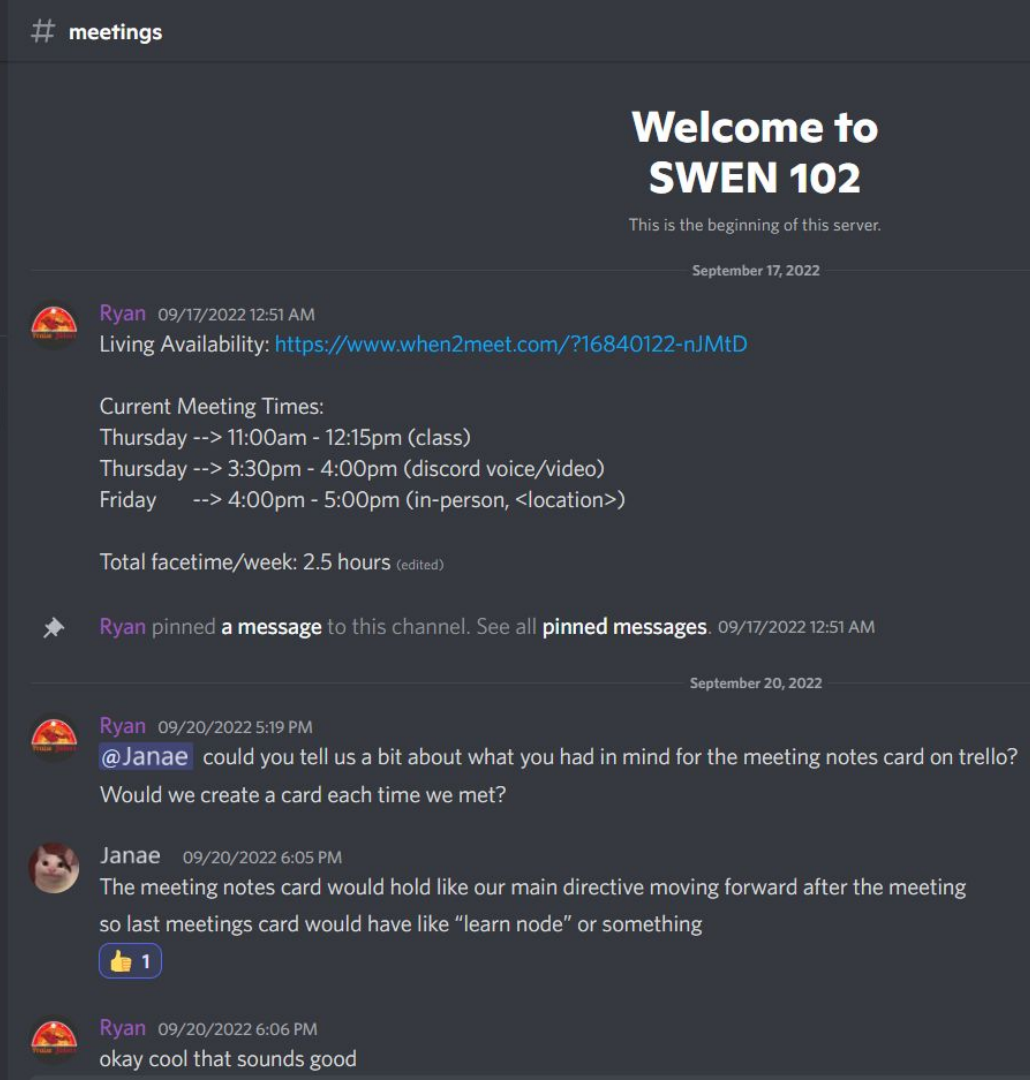 # meetings
Welcome to
SWEN 102
This is the beginning of this server.
September 17, 2022
Ryan 09/17/2022 12:51 AM
Living Availability: https://www.when2meet.com/?16840122-nJMtD
Current Meeting Times:
Thursday --> 11:00am - 12:15pm (class)
Thursday --> 3:30pm - 4:00pm (discord voice/video)
Friday --> 4:00pm - 5:00pm (in-person, <location>)
Total facetime/week: 2.5 hours (edited)
Ryan pinned a message to this channel. See all pinned messages. 09/17/2022 12:51 AM
September 20, 2022
Ryan 09/20/2022 5:19 PM
@Janae could you tell us a bit about what you had in mind for the meeting notes card on trello?
Would we create a card each time we met?
Janae 09/20/2022 6:05 PM
The meeting notes card would hold like our main directive moving forward after the meeting
so last meetings card would have like “learn node” or something
👍 1
Ryan 09/20/2022 6:06 PM
okay cool that sounds good